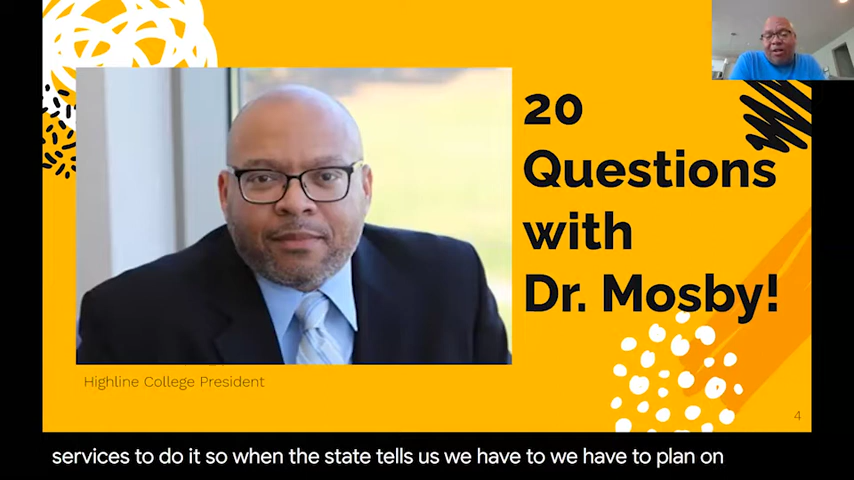 20
Questions
with
Dr. Mosby!
Highline College President
4
services to do it so when the state tells us we have to we have to plan on